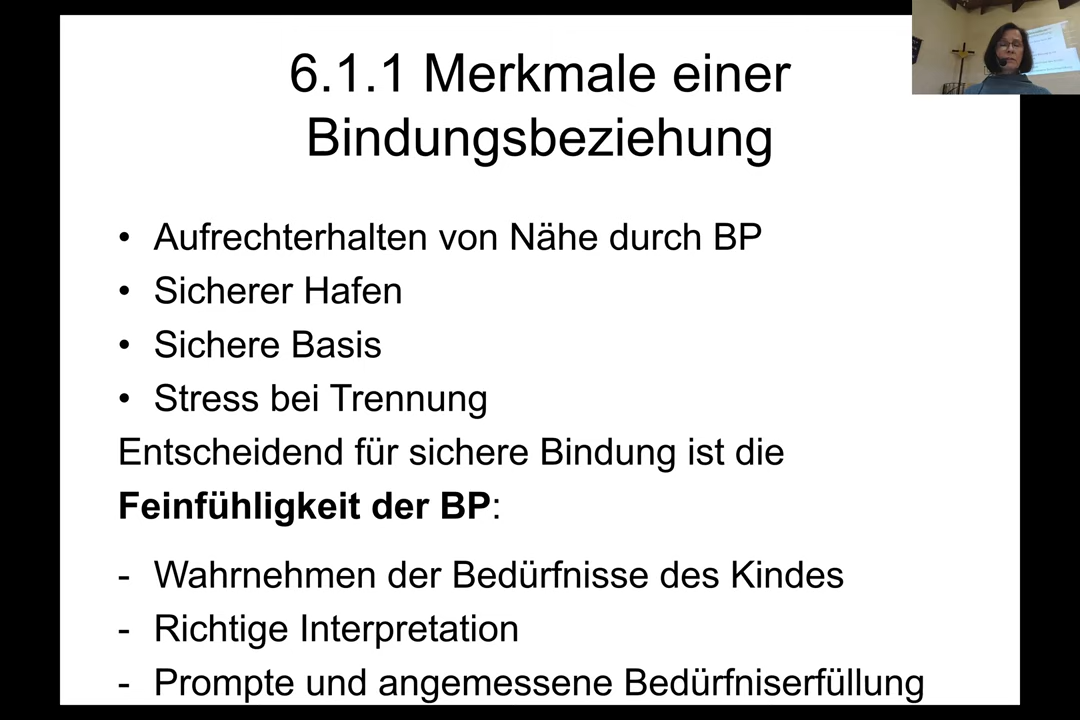 6.1.1 Merkmale einer
Bindungsbeziehung
• Aufrechterhalten von Nähe durch BP
• Sicherer Hafen
• Sichere Basis
• Stress bei Trennung
Entscheidend für sichere Bindung ist die
Feinfühligkeit der BP:
- Wahrnehmen der Bedürfnisse des Kindes
- Richtige Interpretation
- Prompte und angemessene Bedürfniserfüllung